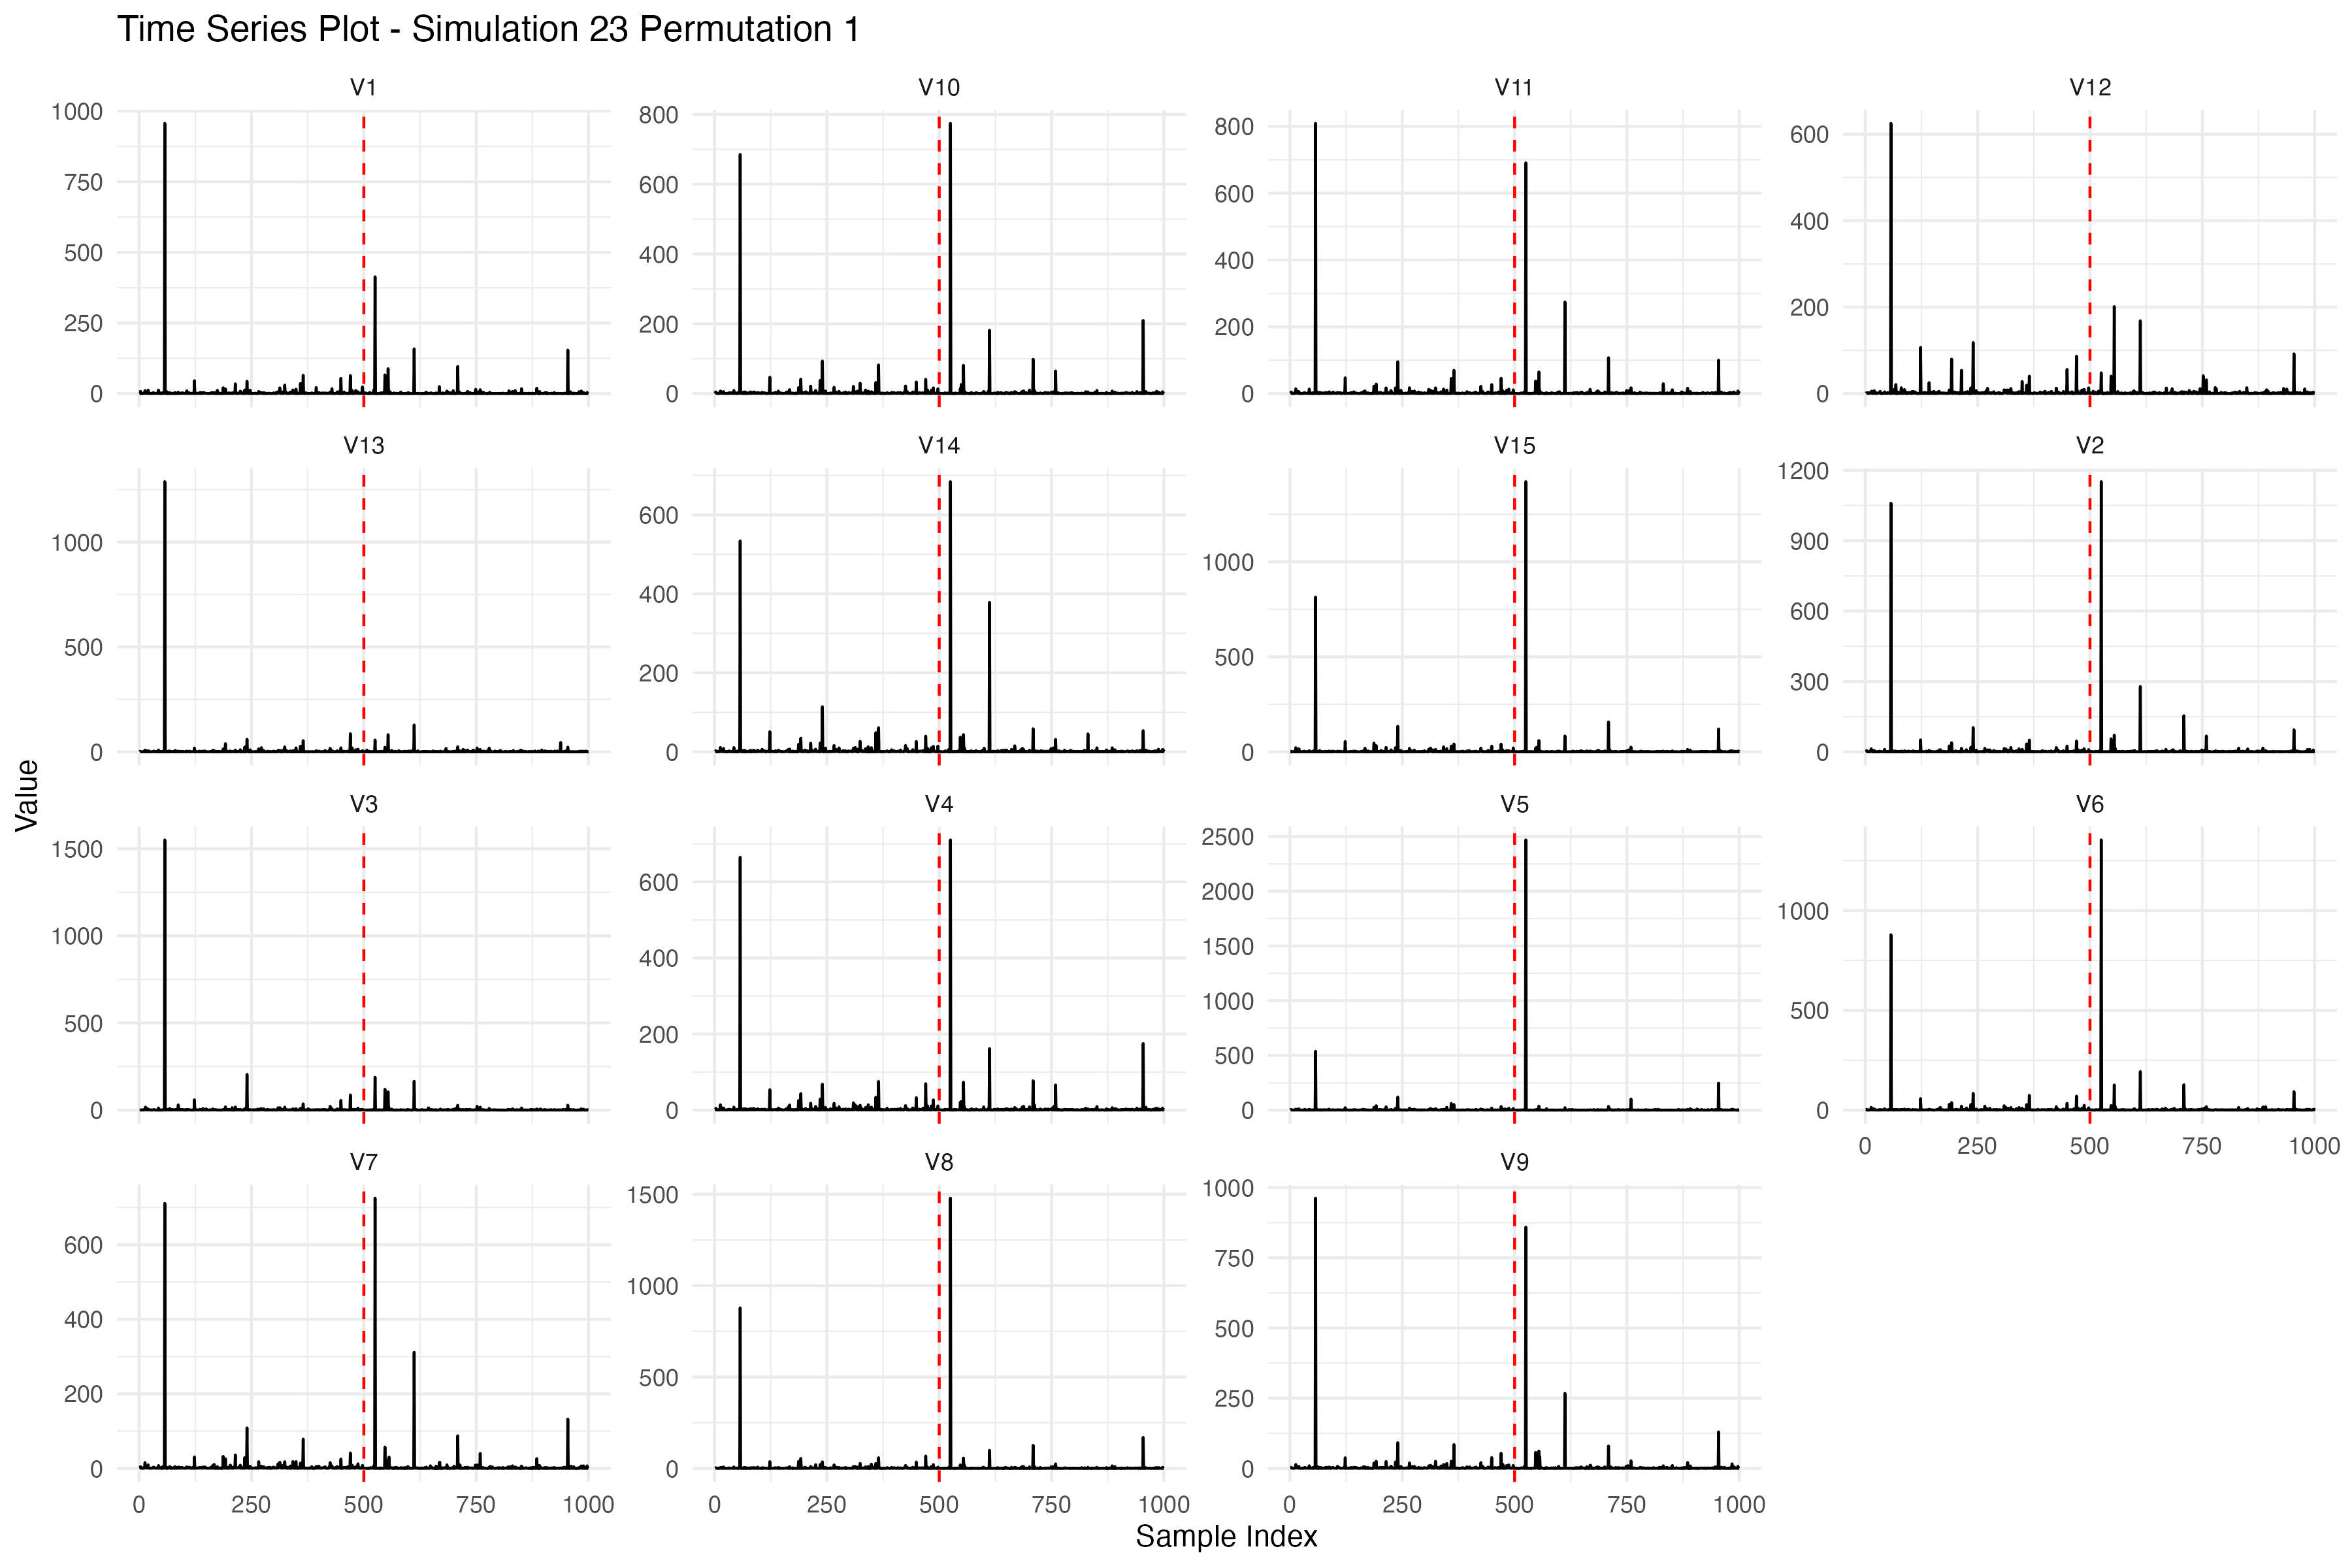 Time Series Plot - Simulation 23 Permutation 1
V1
V10
V11
V12
1000
750
500
250
0
800
600
400
200
0
800
600
400
200
0
600
400
200
0
V13
V14
V15
V2
1000
500
0
600
400
200
0
1000
500
0
1200
900
600
300
0
V3
V4
V5
V6
1500
1000
500
0
600
400
200
0
2500
2000
1500
1000
500
0
1000
500
0
0 250 500 750 1000
V7
V8
V9
600
400
200
0
1500
1000
500
0
1000
750
500
250
0
0 250 500 750 1000
0 250 500 750 1000
0 250 500 750 1000
Value
Sample Index